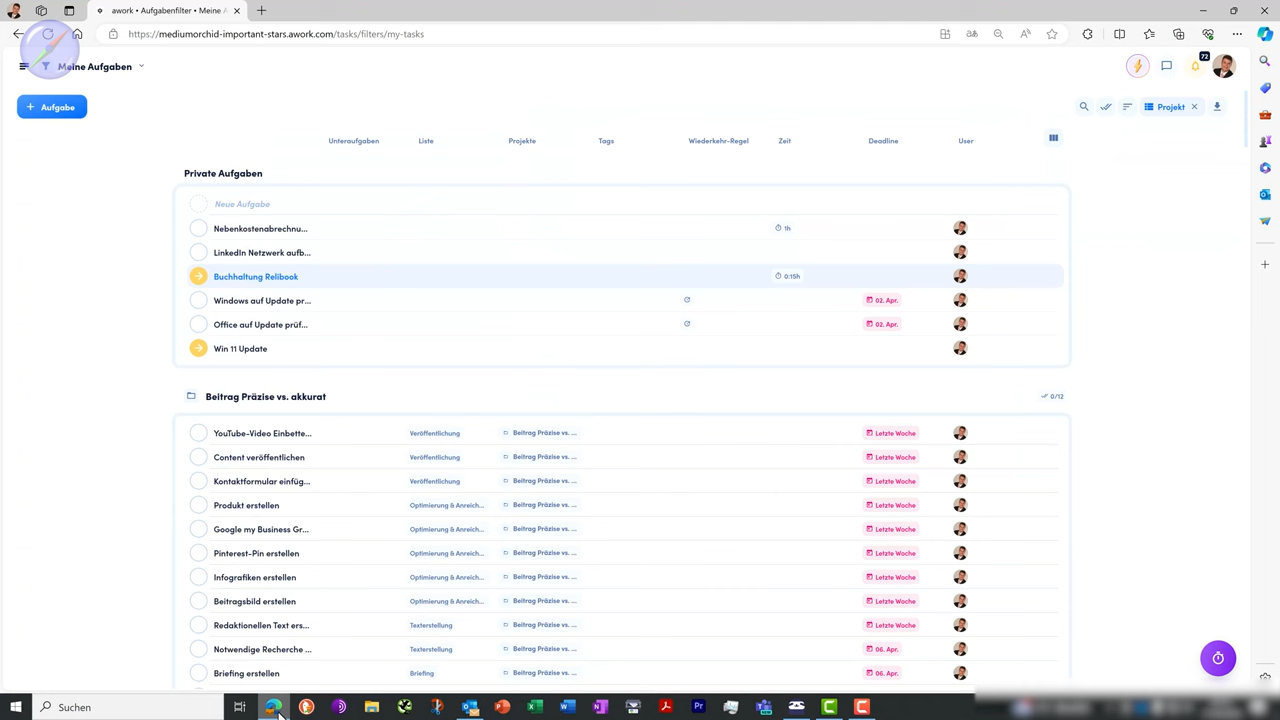 awork • Aufgabenfilter • Meine A
https://mediumorchid-important-stars.awork.com/tasks/filters/my-tasks
Meine Aufgaben
72
+ Aufgabe
Projekt
Unteraufgaben Liste Projekte Tags Wiederkehr-Regel Zeit Deadline User
Private Aufgaben
Neue Aufgabe
Nebenkostenabrechnu... 1h
LinkedIn Netzwerk aufb...
Buchhaltung Relibook 0:15h
Windows auf Update pr... 02. Apr.
Office auf Update prüf... 02. Apr.
Win 11 Update
Beitrag Präzise vs. akkurat 0/12
YouTube-Video Einbette... Veröffentlichung Beitrag Präzise vs. ... Letzte Woche
Content veröffentlichen Veröffentlichung Beitrag Präzise vs. ... Letzte Woche
Kontaktformular einfüg... Veröffentlichung Beitrag Präzise vs. ... Letzte Woche
Produkt erstellen Optimierung & Anreich... Beitrag Präzise vs. ... Letzte Woche
Google my Business Gr... Optimierung & Anreich... Beitrag Präzise vs. ... Letzte Woche
Pinterest-Pin erstellen Optimierung & Anreich... Beitrag Präzise vs. ... Letzte Woche
Infografiken erstellen Optimierung & Anreich... Beitrag Präzise vs. ... Letzte Woche
Beitragsbild erstellen Optimierung & Anreich... Beitrag Präzise vs. ... Letzte Woche
Redaktionellen Text ers... Texterstellung Beitrag Präzise vs. ... Letzte Woche
Notwendige Recherche ... Texterstellung Beitrag Präzise vs. ... 06. Apr.
Briefing erstellen Briefing Beitrag Präzise vs. ... 06. Apr.
Suchen